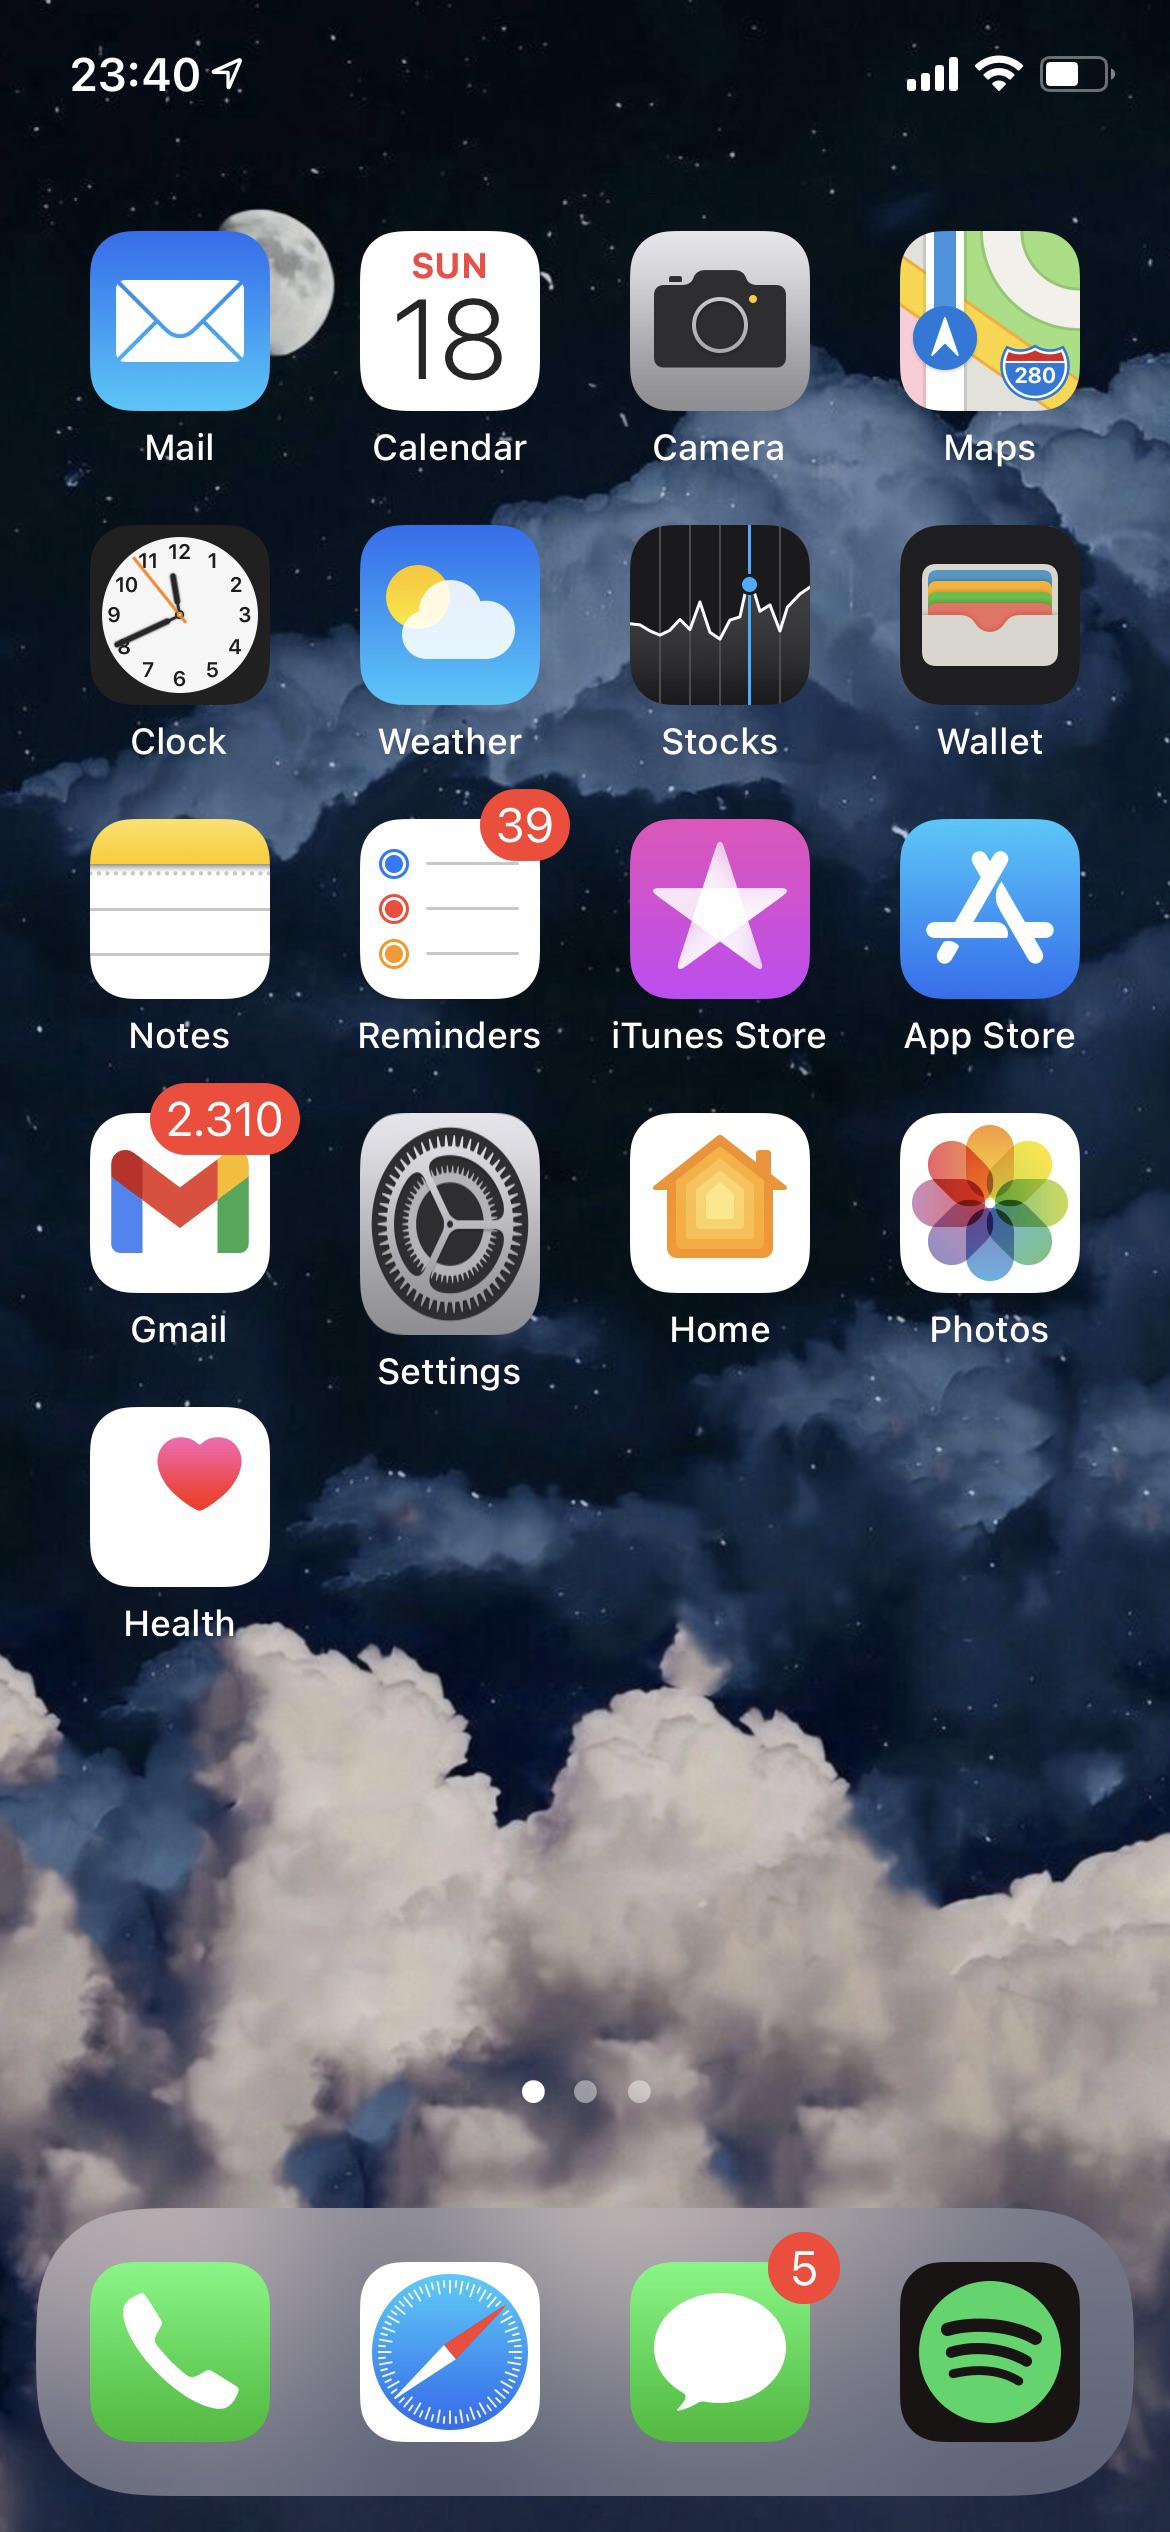 23:40
SUN
18
280
Mail Calendar Camera Maps
12
11 1
10 2
9 3
8 4
7 5
6
Clock Weather Stocks Wallet
39
Notes Reminders iTunes Store App Store
2.310
Gmail Settings Home Photos
Health
5